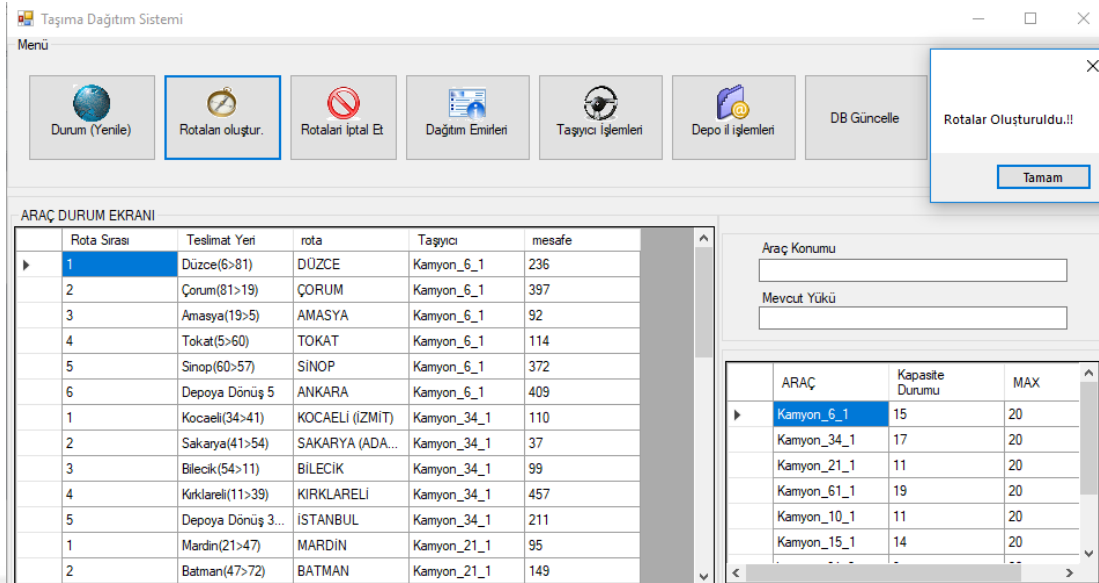 Taşıma Dağıtım Sistemi
Menü
Durum (Yenile) Rotaları oluştur. Rotaları İptal Et Dağıtım Emirleri Taşıyıcı İşlemleri Depo il işlemleri DB Güncelle
Rotalar Oluşturuldu.!!
Tamam
ARAÇ DURUM EKRANI
Rota Sırası Teslimat Yeri rota Taşıyıcı mesafe
1 Düzce(6>81) DÜZCE Kamyon_6_1 236
2 Çorum(81>19) ÇORUM Kamyon_6_1 397
3 Amasya(19>5) AMASYA Kamyon_6_1 92
4 Tokat(5>60) TOKAT Kamyon_6_1 114
5 Sinop(60>57) SİNOP Kamyon_6_1 372
6 Depoya Dönüş 5 ANKARA Kamyon_6_1 409
1 Kocaeli(34>41) KOCAELİ (İZMİT) Kamyon_34_1 110
2 Sakarya(41>54) SAKARYA (ADA... Kamyon_34_1 37
3 Bilecik(54>11) BİLECİK Kamyon_34_1 99
4 Kırklareli(11>39) KIRKLARELİ Kamyon_34_1 457
5 Depoya Dönüş 3... İSTANBUL Kamyon_34_1 211
1 Mardin(21>47) MARDİN Kamyon_21_1 95
2 Batman(47>72) BATMAN Kamyon_21_1 149
Araç Konumu
Mevcut Yükü
ARAÇ Kapasite Durumu MAX
Kamyon_6_1 15 20
Kamyon_34_1 17 20
Kamyon_21_1 11 20
Kamyon_61_1 19 20
Kamyon_10_1 11 20
Kamyon_15_1 14 20